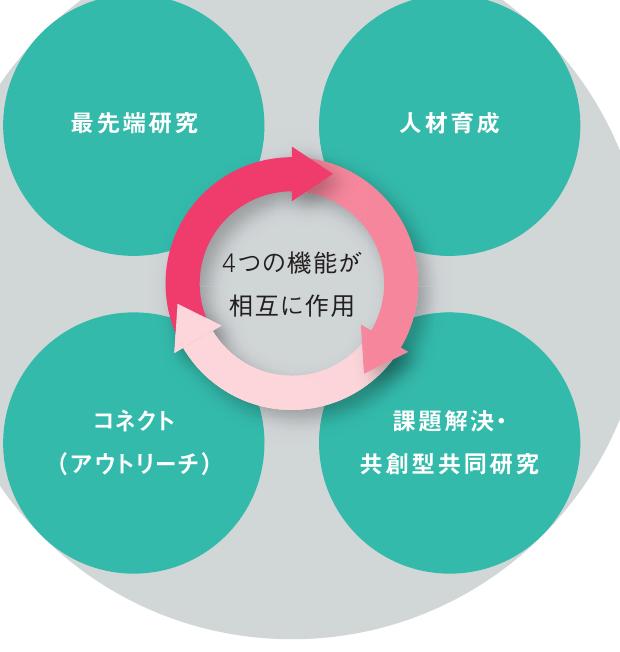 最先端研究
人材育成
4つの機能が
相互に作用
コネクト
（アウトリーチ）
課題解決・
共創型共同研究